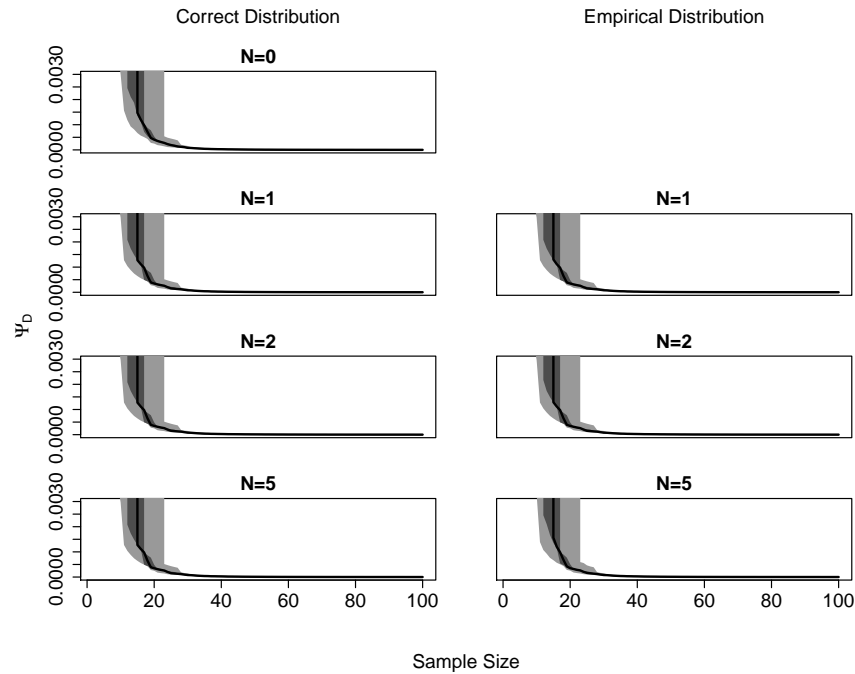 Correct Distribution
Empirical Distribution
N=0
0.0030
0.0000
N=1
0.0030
0.0000
N=1
Ψ_D
N=2
0.0030
0.0000
N=2
N=5
0.0030
0.0000
0 20 40 60 80 100
N=5
0 20 40 60 80 100
Sample Size